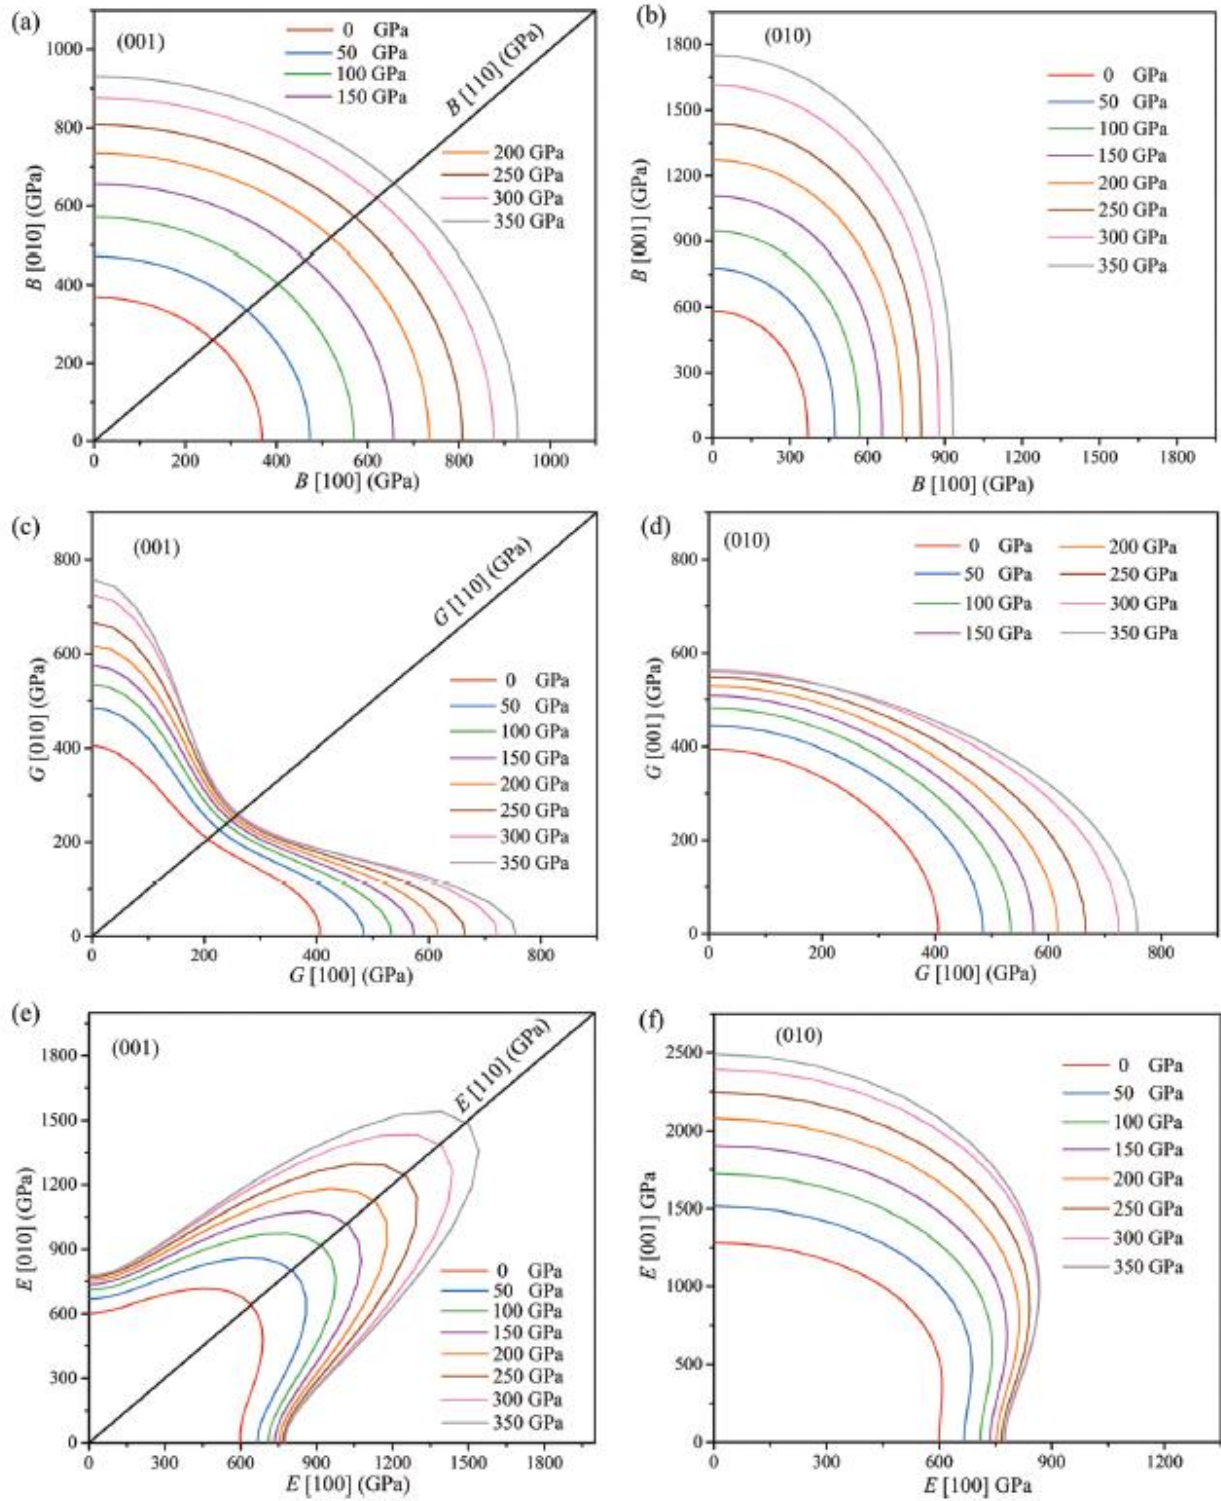 (a)
(001)
0 GPa
50 GPa
100 GPa
150 GPa
200 GPa
250 GPa
300 GPa
350 GPa
B [110] (GPa)
B [010] (GPa)
1000
800
600
400
200
0
0 200 400 600 800 1000
B [100] (GPa)
(b)
(010)
0 GPa
50 GPa
100 GPa
150 GPa
200 GPa
250 GPa
300 GPa
350 GPa
B [001] (GPa)
1800
1500
1200
900
600
300
0
0 300 600 900 1200 1500 1800
B [100] (GPa)
(c)
(001)
G [110] (GPa)
0 GPa
50 GPa
100 GPa
150 GPa
200 GPa
250 GPa
300 GPa
350 GPa
G [010] (GPa)
800
600
400
200
0
0 200 400 600 800
G [100] (GPa)
(d)
(010)
0 GPa 200 GPa
50 GPa 250 GPa
100 GPa 300 GPa
150 GPa 350 GPa
G [001] (GPa)
800
600
400
200
0
0 200 400 600 800
G [100] (GPa)
(e)
(001)
E [110] (GPa)
0 GPa
50 GPa
100 GPa
150 GPa
200 GPa
250 GPa
300 GPa
350 GPa
E [010] (GPa)
1800
1500
1200
900
600
300
0
0 300 600 900 1200 1500 1800
E [100] (GPa)
(f)
(010)
0 GPa
50 GPa
100 GPa
150 GPa
200 GPa
250 GPa
300 GPa
350 GPa
E [001] GPa
2500
2000
1500
1000
500
0
0 300 600 900 1200
E [100] GPa